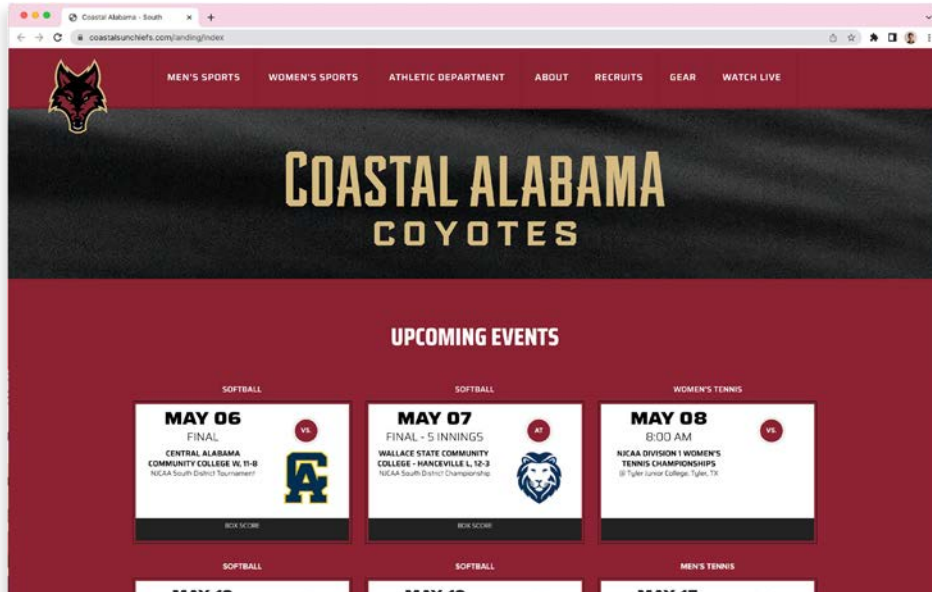 Coastal Alabama - South
coastalsunchiefs.com/landing/index
MEN'S SPORTS WOMEN'S SPORTS ATHLETIC DEPARTMENT ABOUT RECRUITS GEAR WATCH LIVE
COASTAL ALABAMA
COYOTES
UPCOMING EVENTS
SOFTBALL SOFTBALL WOMEN'S TENNIS
MAY 06
FINAL
VS.
CENTRAL ALABAMA
COMMUNITY COLLEGE W, 11-8
NJCAA South District Tournament
CA
BOX SCORE
MAY 07
FINAL - 5 INNINGS
AT
WALLACE STATE COMMUNITY
COLLEGE - HANCEVILLE L, 12-3
NJCAA South District Championship
BOX SCORE
MAY 08
8:00 AM
VS.
NJCAA DIVISION 1 WOMEN'S
TENNIS CHAMPIONSHIPS
@ Tyler Junior College, Tyler, TX
SOFTBALL SOFTBALL MEN'S TENNIS